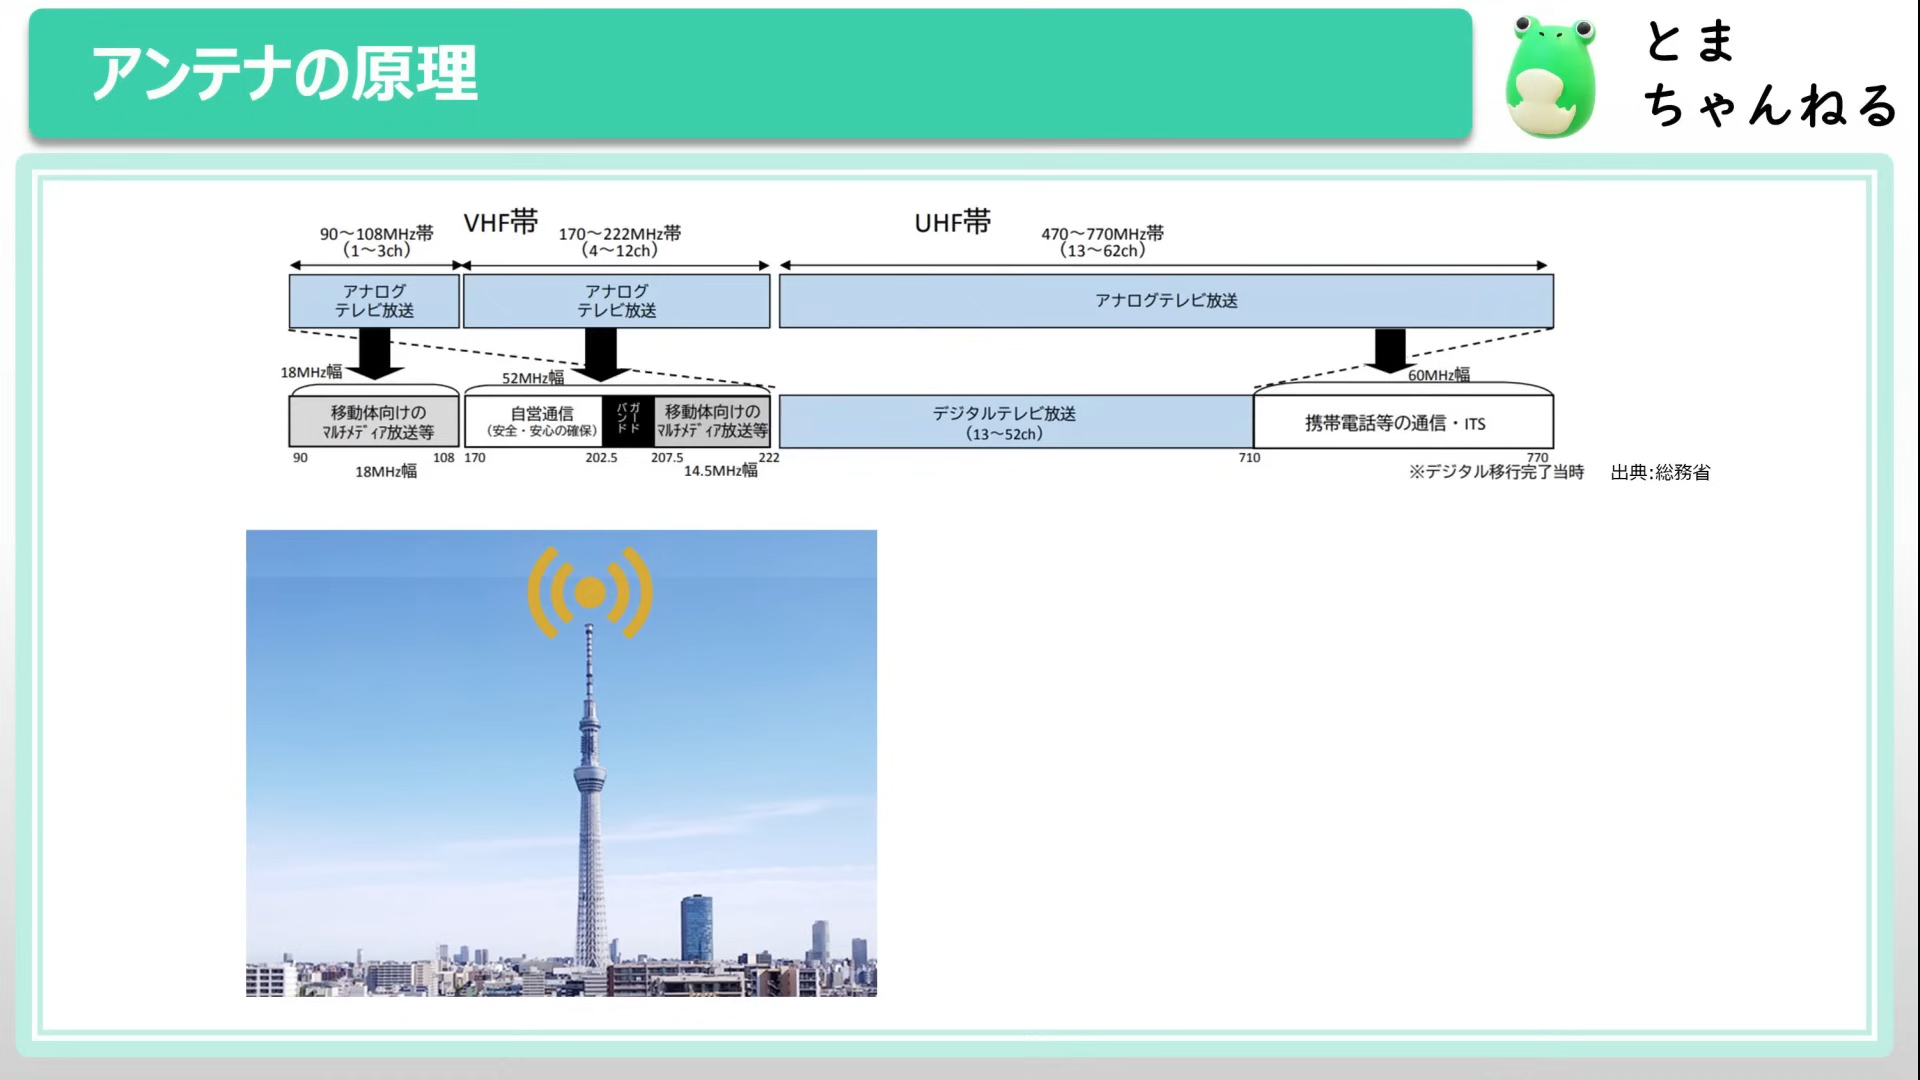 アンテナの原理
とま
ちゃんねる
VHF帯
UHF帯
90～108MHz帯
（1～3ch）
170～222MHz帯
（4～12ch）
470～770MHz帯
（13～62ch）
アナログ
テレビ放送
アナログ
テレビ放送
アナログテレビ放送
18MHz幅
52MHz幅
60MHz幅
移動体向けの
ﾏﾙﾁﾒﾃﾞｨｱ放送等
自営通信
（安全・安心の確保）
ガード
バンド
移動体向けの
ﾏﾙﾁﾒﾃﾞｨｱ放送等
デジタルテレビ放送
（13～52ch）
携帯電話等の通信・ITS
90
108
170
202.5
207.5
222
710
770
18MHz幅
14.5MHz幅
※デジタル移行完了当時
出典:総務省